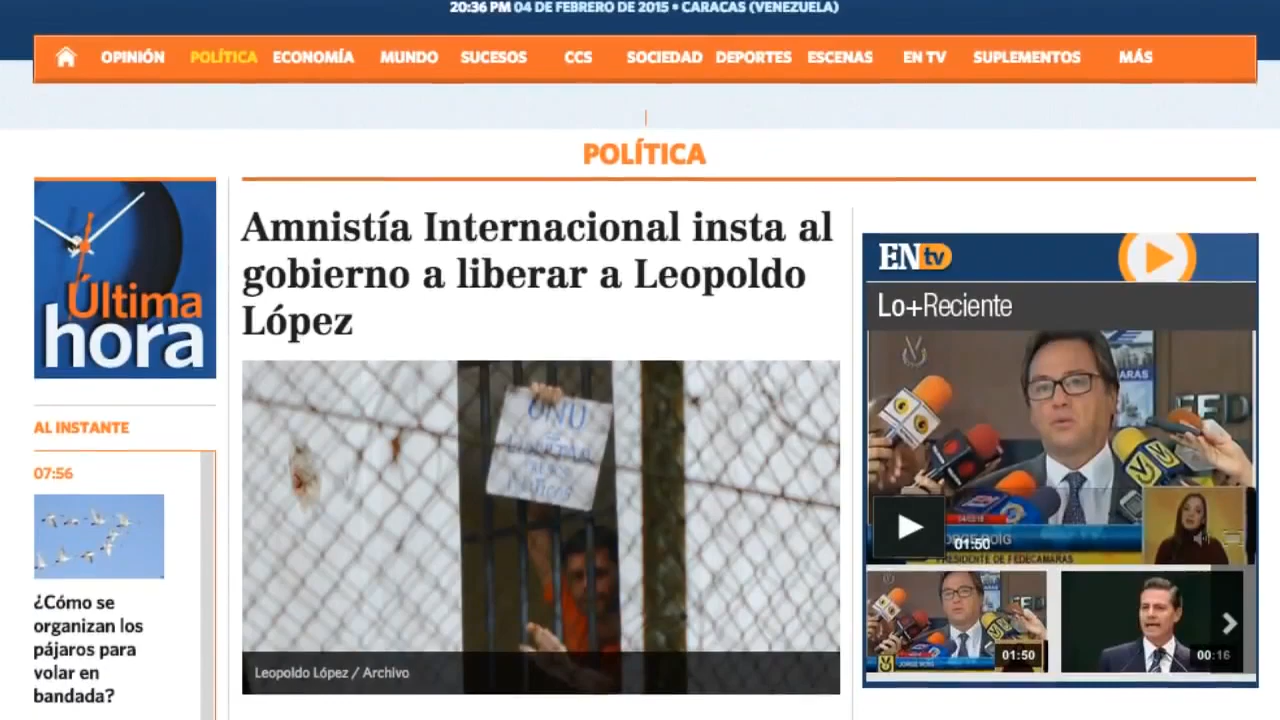 20:36 PM 04 DE FEBRERO DE 2015 • CARACAS (VENEZUELA)
OPINIÓN POLÍTICA ECONOMÍA MUNDO SUCESOS CCS SOCIEDAD DEPORTES ESCENAS EN TV SUPLEMENTOS MÁS
POLÍTICA
Última
hora
AL INSTANTE
07:56
¿Cómo se
organizan los
pájaros para
volar en
bandada?
Amnistía Internacional insta al
gobierno a liberar a Leopoldo
López
ONU
Leopoldo López / Archivo
EN tv
Lo+Reciente
01:50
PRESIDENTE DE FEDECAMARAS
01:50
00:16